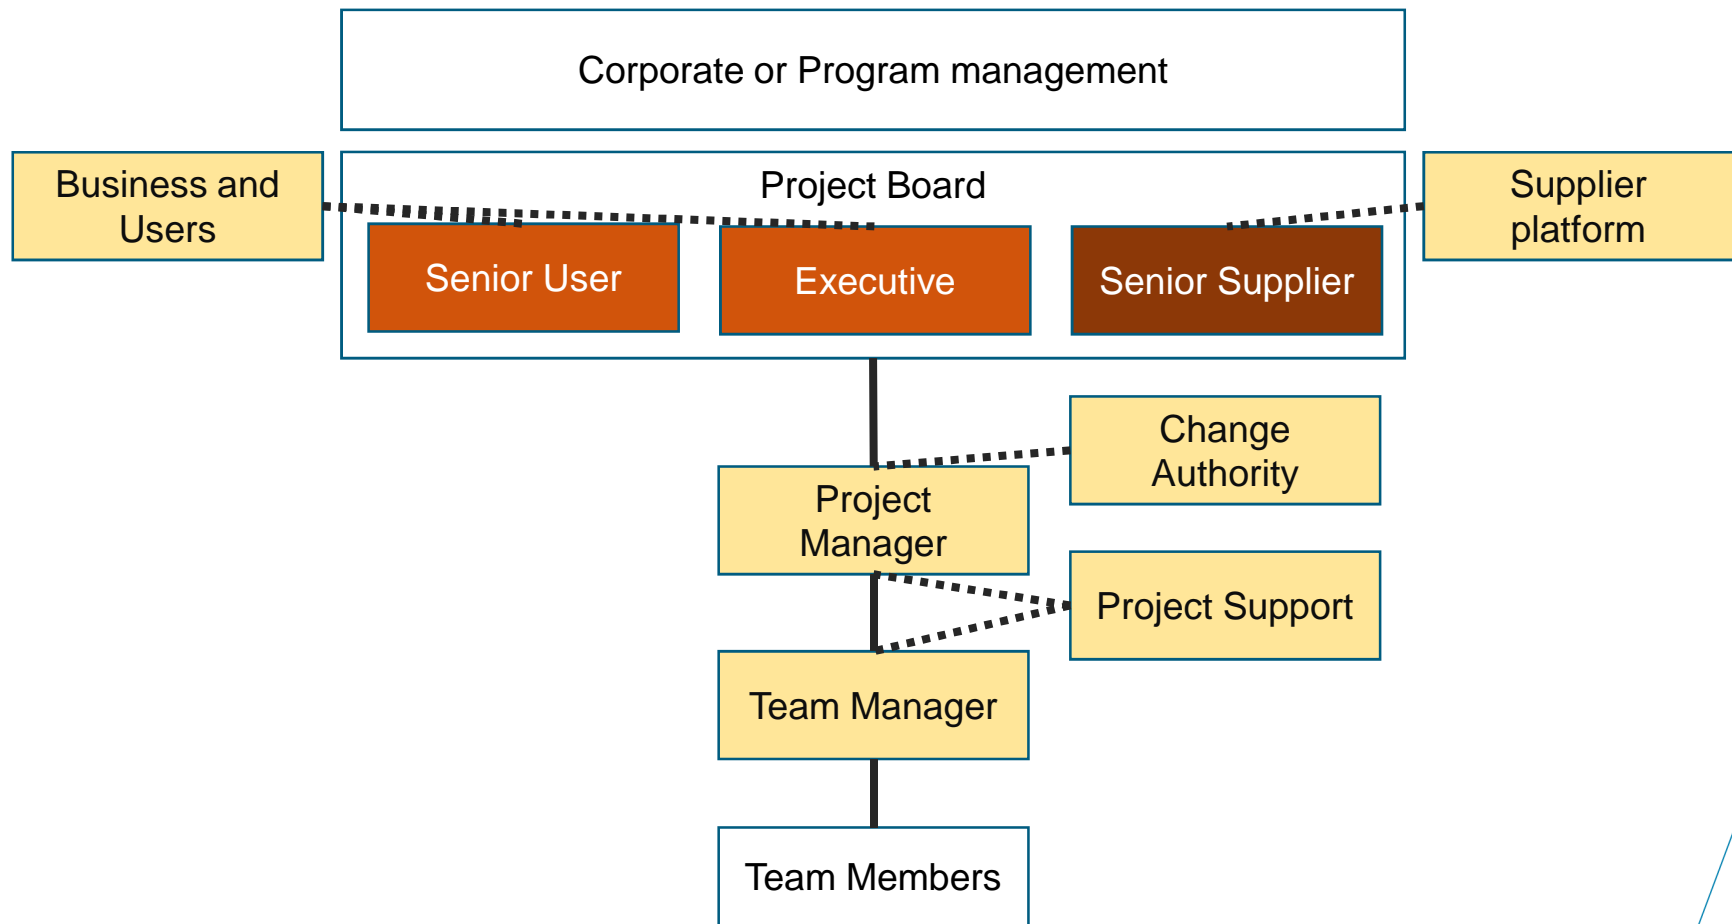 Corporate or Program management
Business and
Users
Project Board
Supplier
platform
Senior User
Executive
Senior Supplier
Change
Authority
Project
Manager
Project Support
Team Manager
Team Members